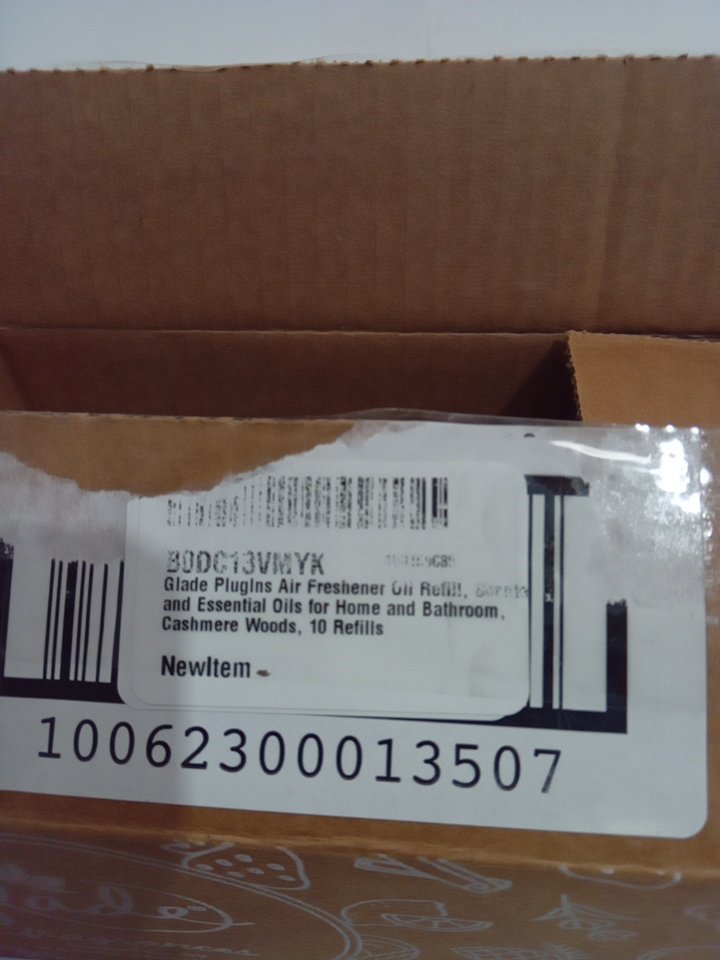 B0DC13VMYK
Glade PlugIns Air Freshener Oil Refill,
and Essential Oils for Home and Bathroom,
Cashmere Woods, 10 Refills
NewItem
10062300013507